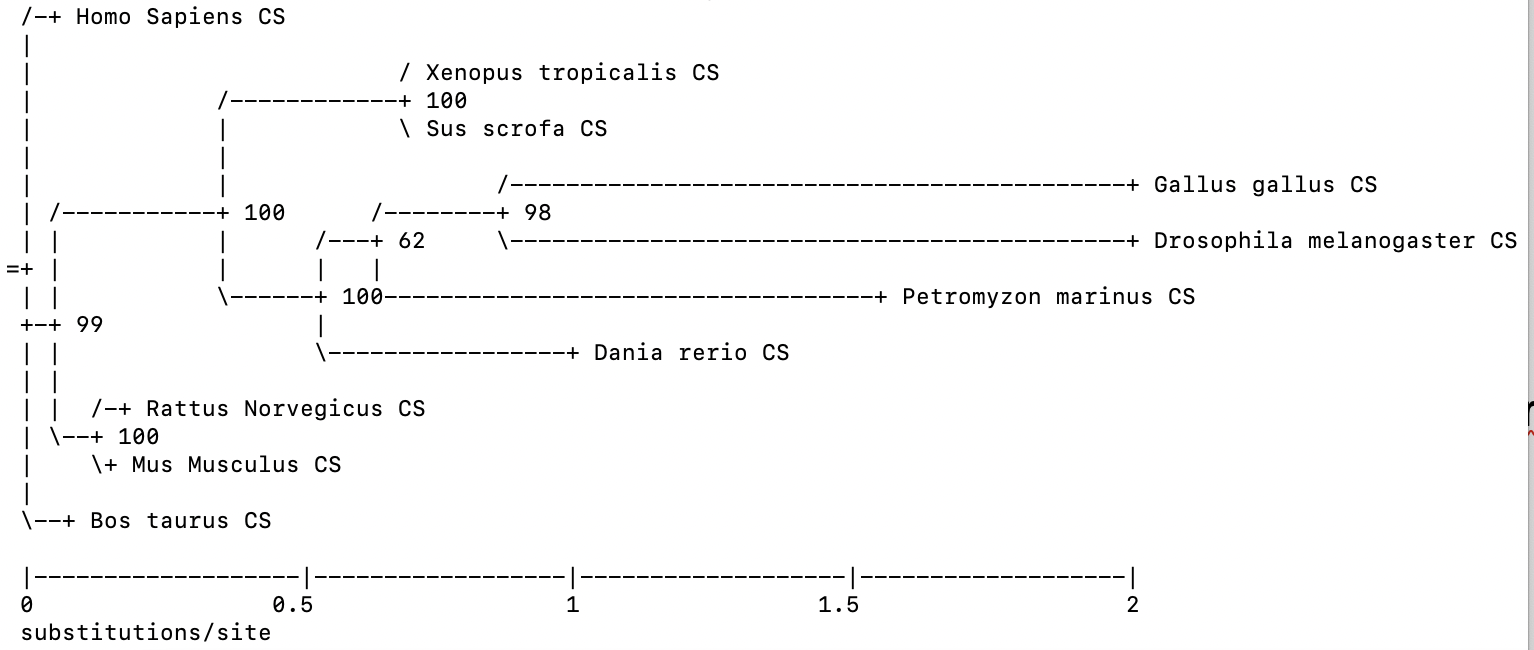 /-+ Homo Sapiens CS
|
|                          / Xenopus tropicalis CS
|             /------------+ 100
|             |            \ Sus scrofa CS
|             |
|             |                   /--------------------------------------------+ Gallus gallus CS
| /-----------+ 100      /--------+ 98
| |           |      /---+ 62     \--------------------------------------------+ Drosophila melanogaster CS
=+ |           |      |   |
| |           \------+ 100-----------------------------------+ Petromyzon marinus CS
+-+ 99               |
| |                  \-----------------+ Dania rerio CS
| |
| |  /-+ Rattus Norvegicus CS
| \--+ 100
|    \+ Mus Musculus CS
|
\--+ Bos taurus CS
|-------------------|------------------|-------------------|-------------------|
0                 0.5                  1                 1.5                  2
substitutions/site